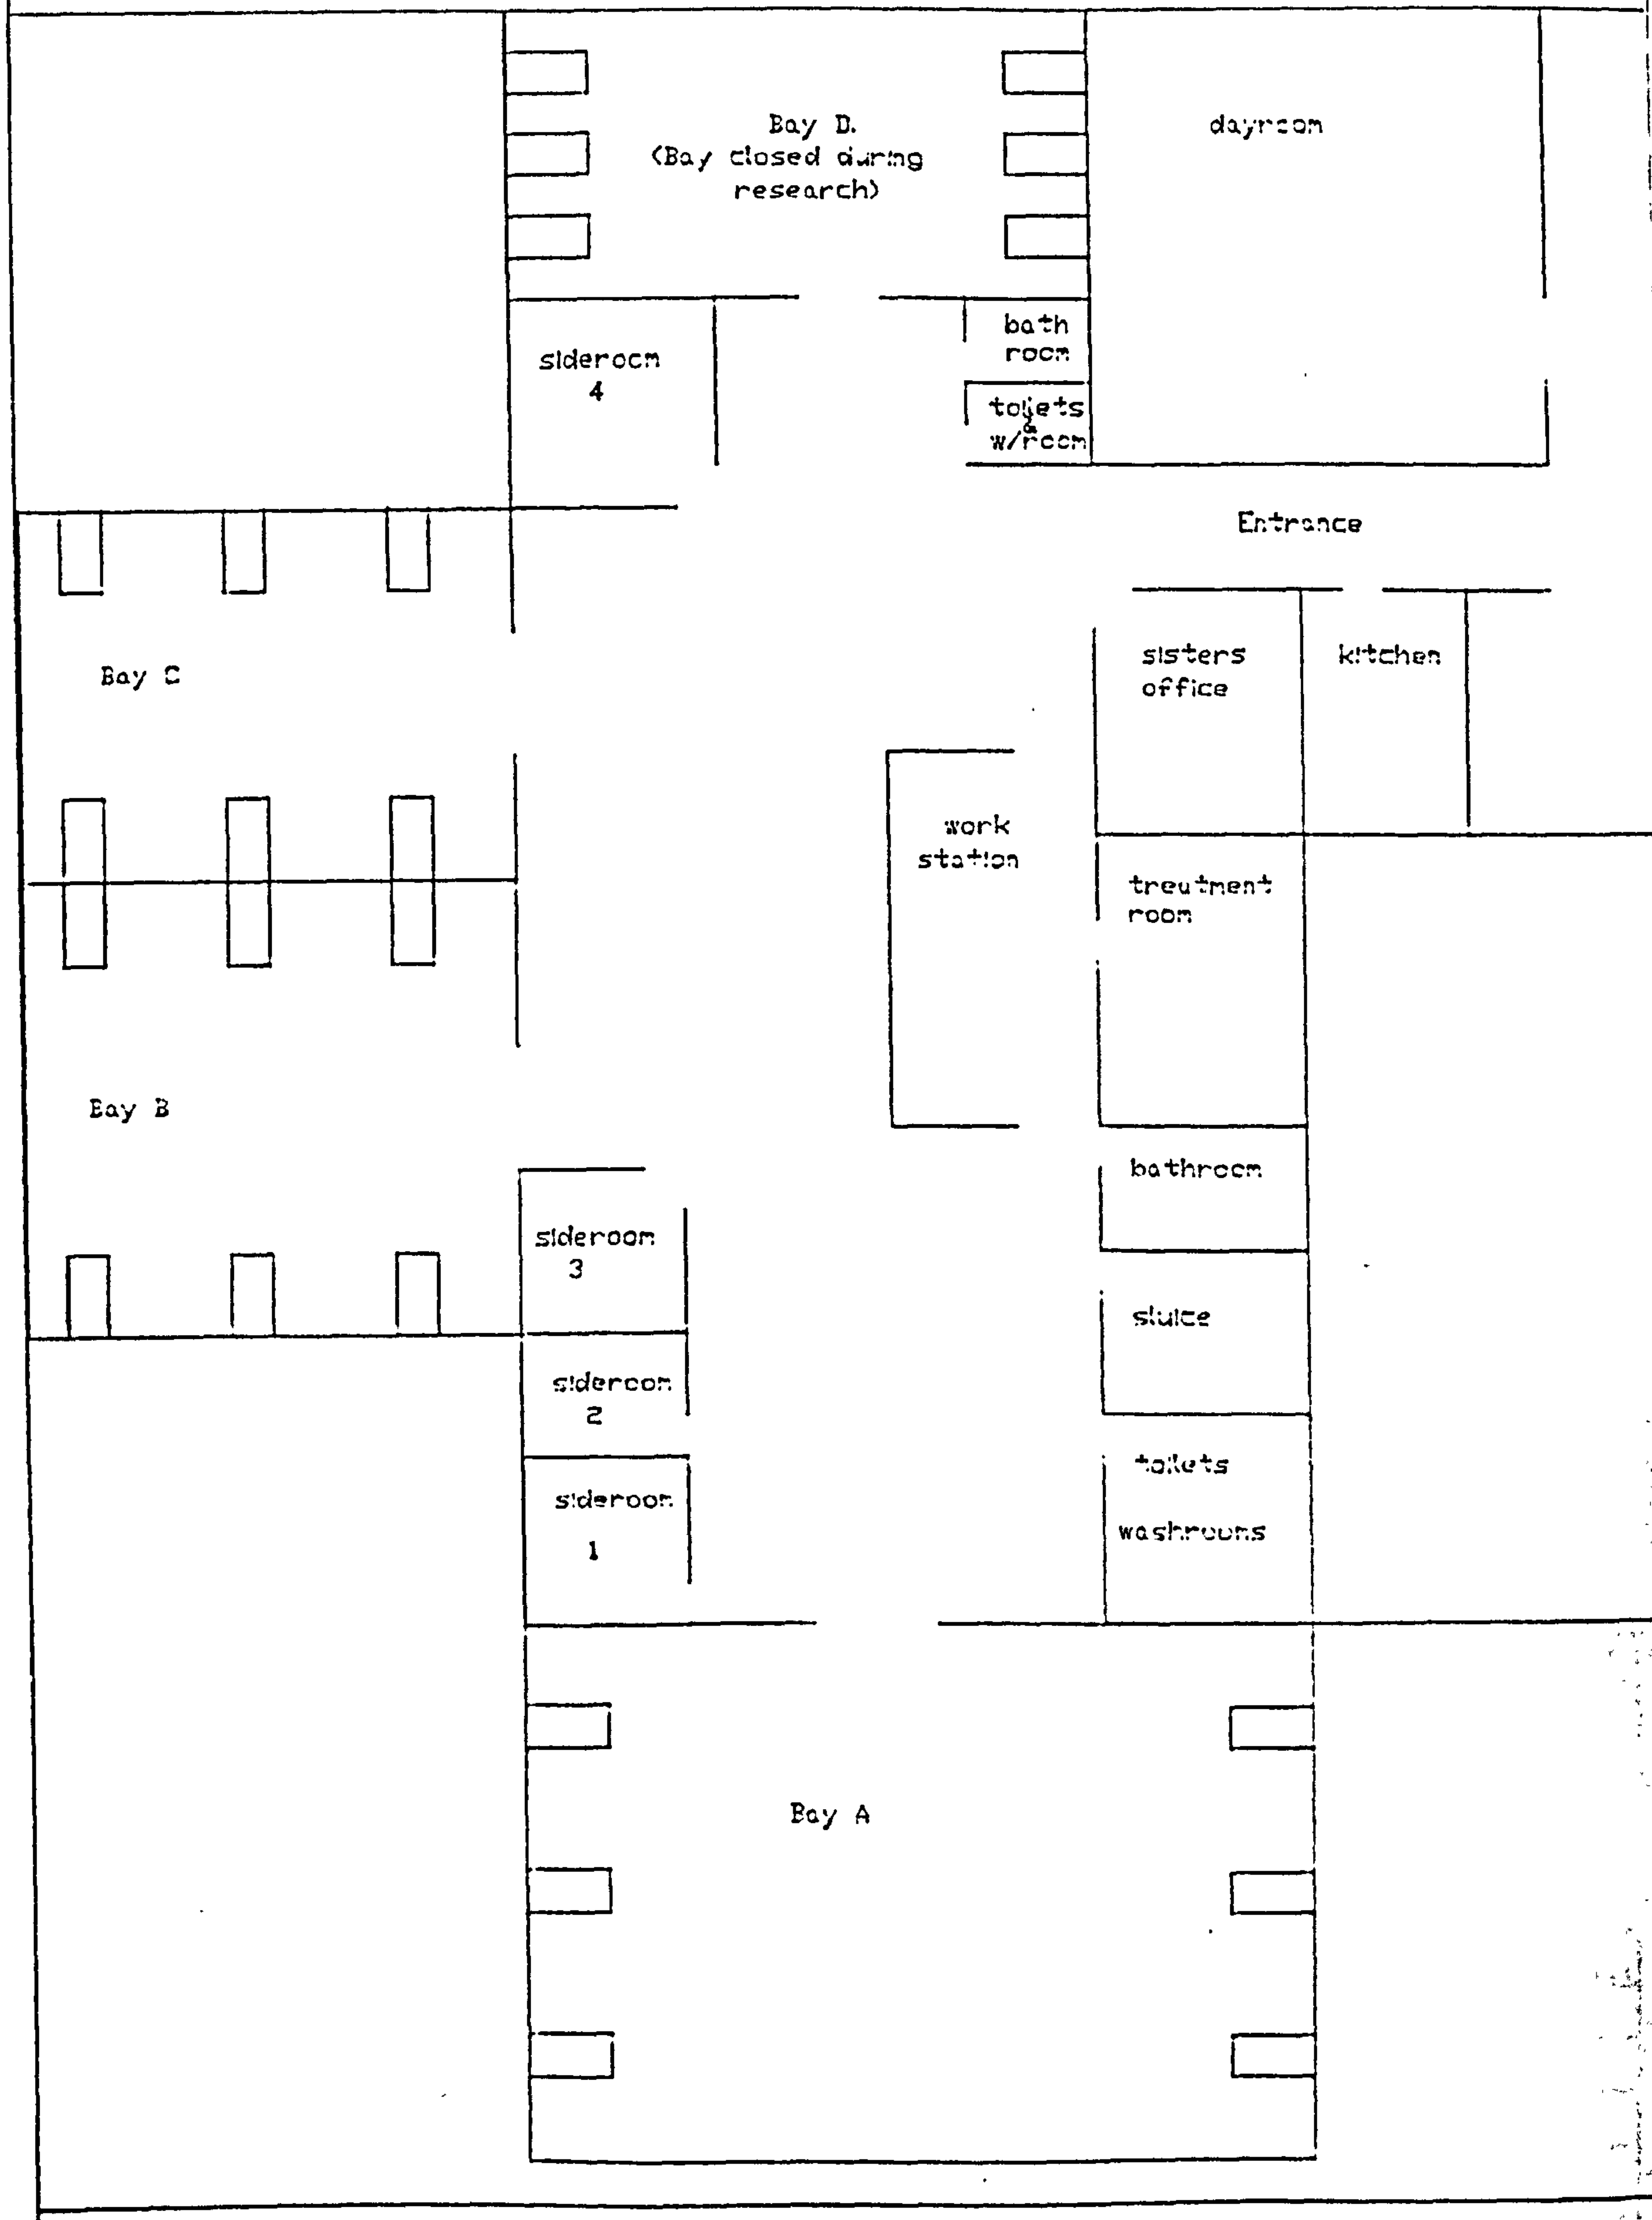 Bay D.
(Bay closed during
research)
dayroom
bath
room
sideroom
4
toilets
&
w/room
Entrance
sisters
office
kitchen
Bay C
work
station
treatment
room
Bay B
bathroom
sideroom
3
sluice
sideroom
2
toilets
sideroom
1
washrooms
Bay A